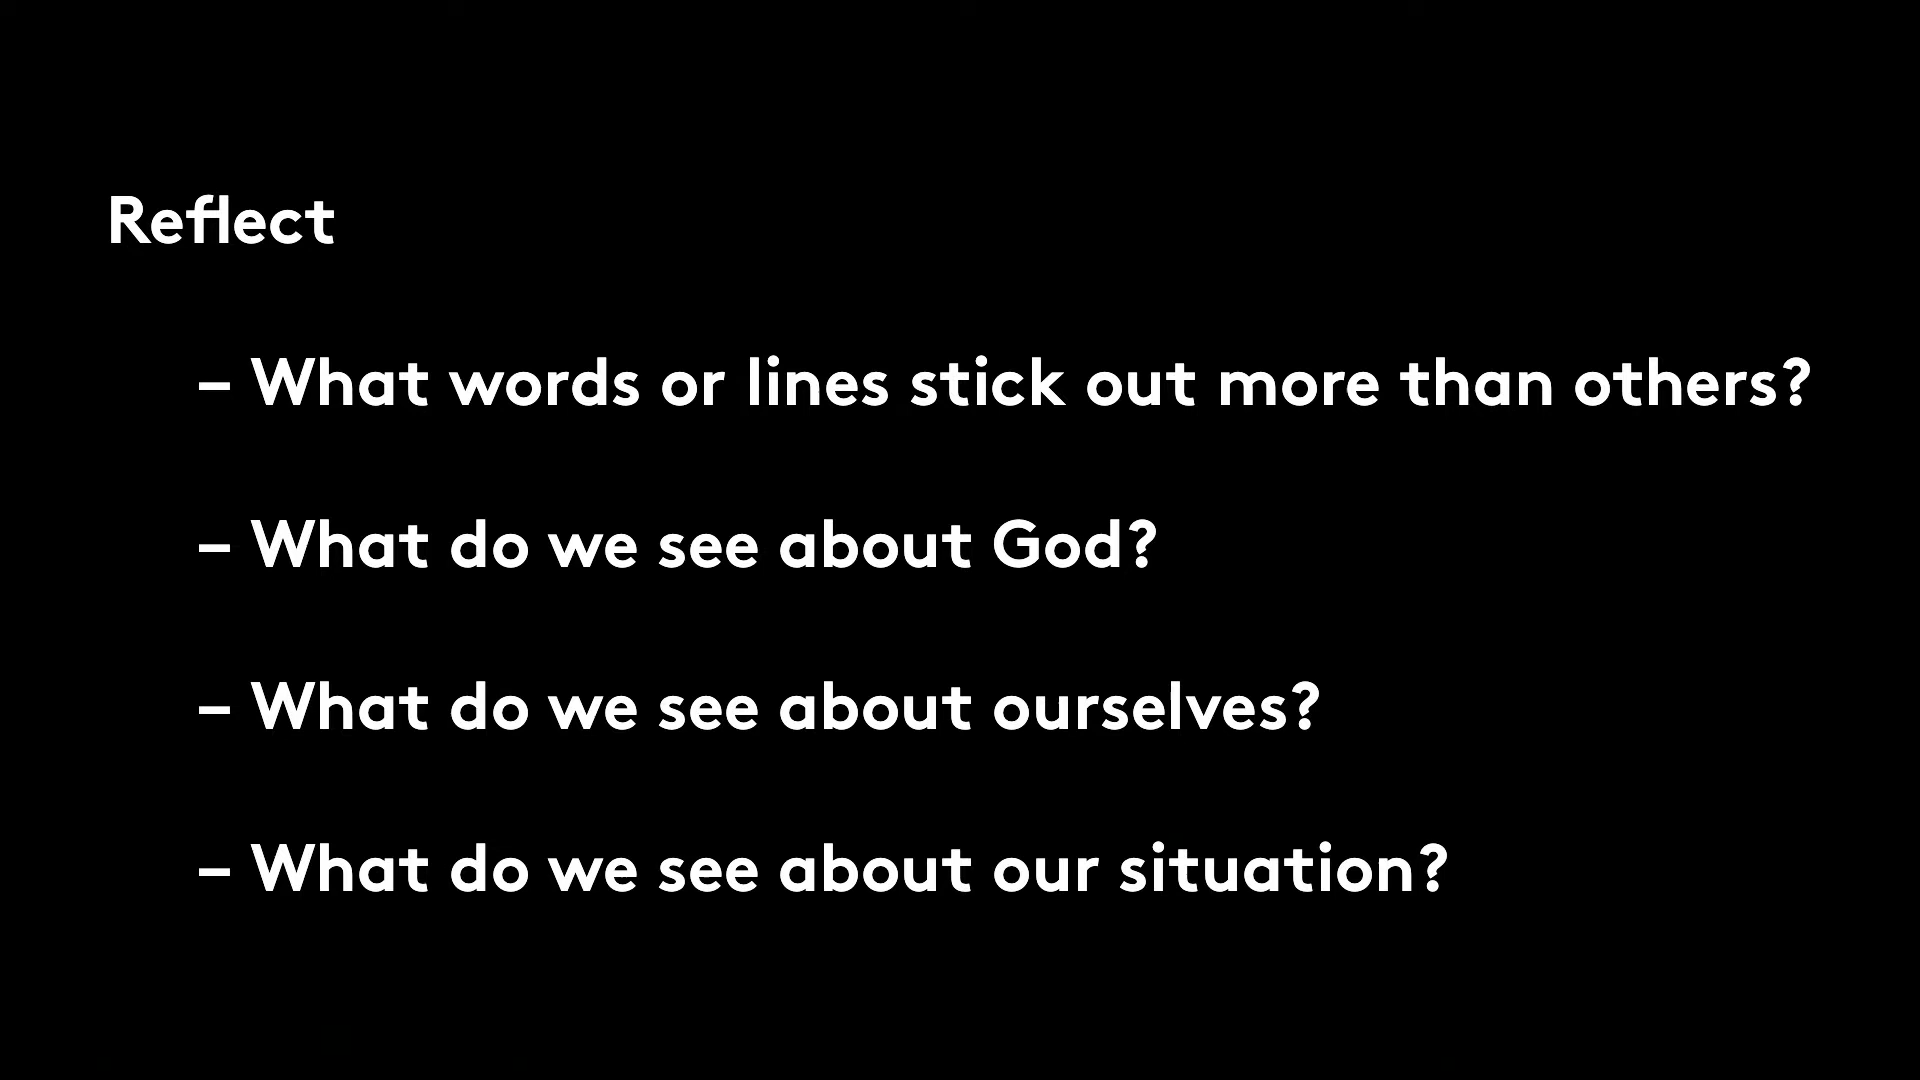 Reflect
– What words or lines stick out more than others?
– What do we see about God?
– What do we see about ourselves?
– What do we see about our situation?